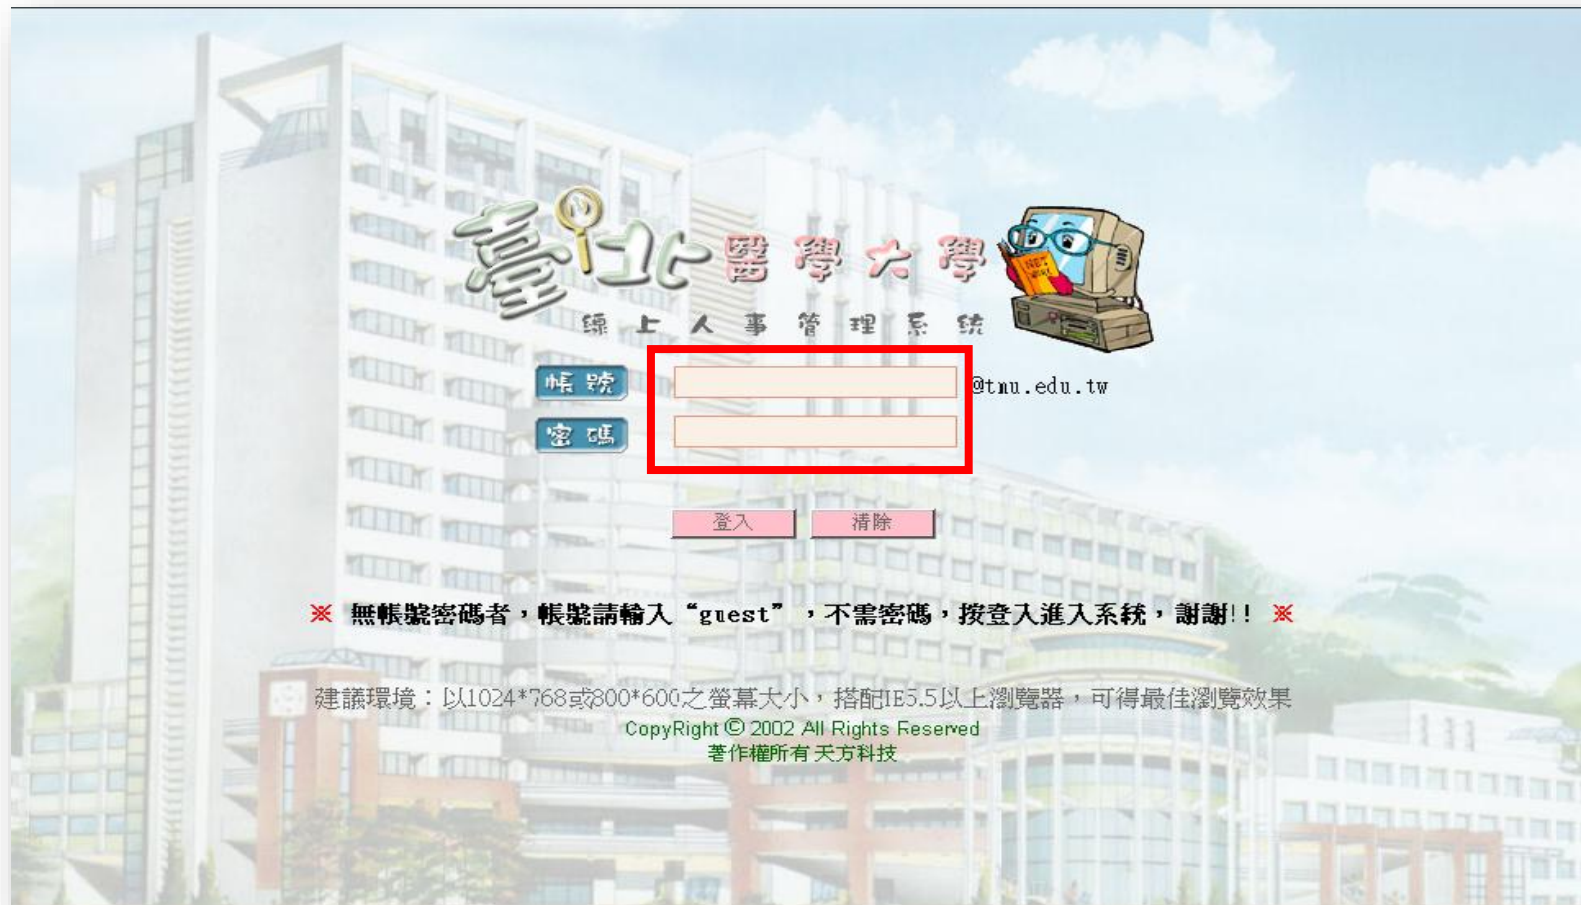 臺北醫學大學
線上人事管理系統
帳號 @tmu.edu.tw
密碼
登入 清除
※ 無帳號密碼者，帳號請輸入“guest”，不需密碼，按登入進入系統，謝謝!! ※
建議環境：以1024*768或800*600之螢幕大小，搭配IE5.5以上瀏覽器，可得最佳瀏覽效果
CopyRight © 2002 All Rights Reserved
著作權所有 天方科技